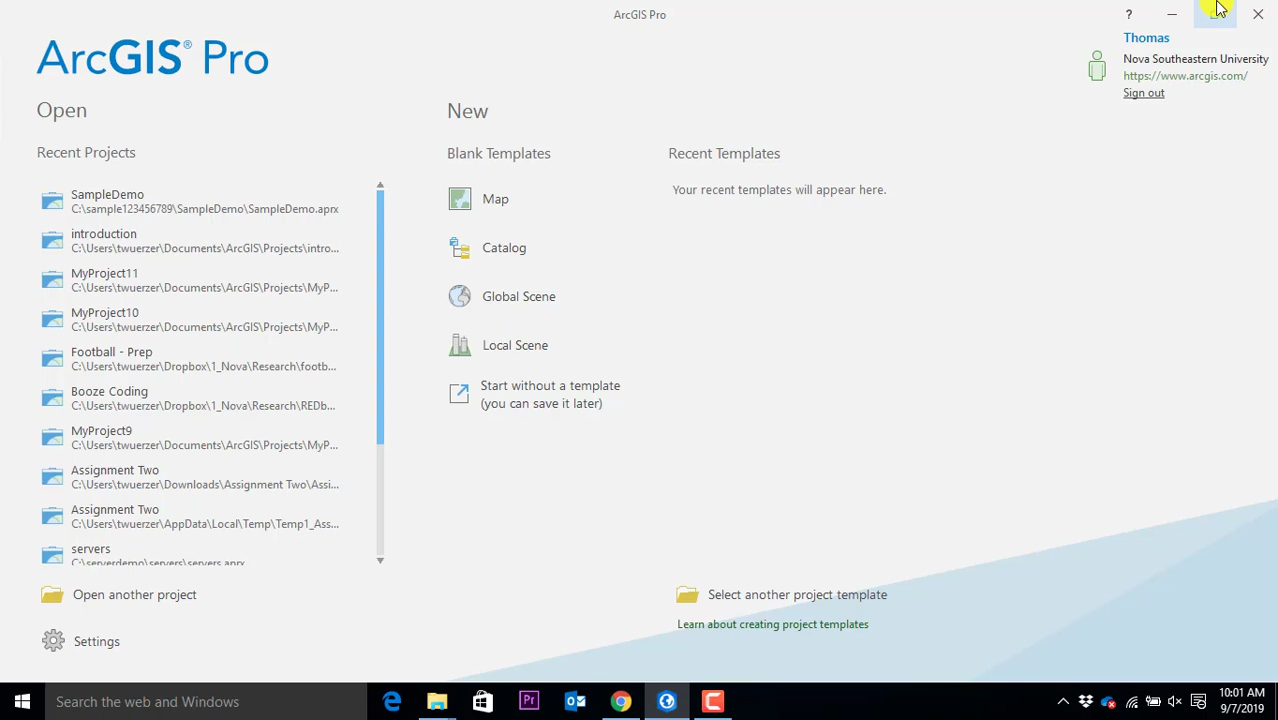 ArcGIS Pro
?
ArcGIS® Pro
Thomas
Nova Southeastern University
https://www.arcgis.com/
Sign out
Open
Recent Projects
SampleDemo
C:\sample123456789\SampleDemo\SampleDemo.aprx
introduction
C:\Users\twuerzer\Documents\ArcGIS\Projects\intro...
MyProject11
C:\Users\twuerzer\Documents\ArcGIS\Projects\MyP...
MyProject10
C:\Users\twuerzer\Documents\ArcGIS\Projects\MyP...
Football - Prep
C:\Users\twuerzer\Dropbox\1_Nova\Research\footb...
Booze Coding
C:\Users\twuerzer\Dropbox\1_Nova\Research\REDb...
MyProject9
C:\Users\twuerzer\Documents\ArcGIS\Projects\MyP...
Assignment Two
C:\Users\twuerzer\Downloads\Assignment Two\Assi...
Assignment Two
C:\Users\twuerzer\AppData\Local\Temp\Temp1_Ass...
servers
C:\serverdemo\servers\servers.aprx
Open another project
Settings
New
Blank Templates
Map
Catalog
Global Scene
Local Scene
Start without a template
(you can save it later)
Recent Templates
Your recent templates will appear here.
Select another project template
Learn about creating project templates
Search the web and Windows
Pr
10:01 AM
9/7/2019